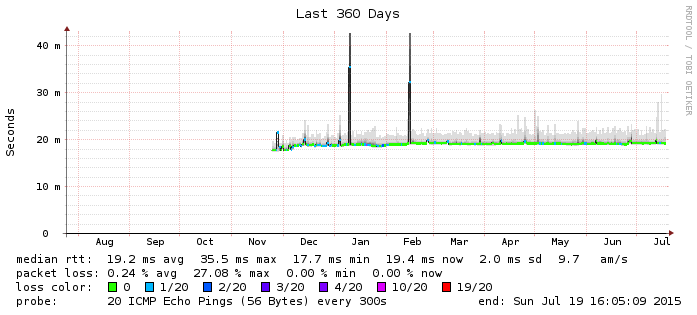 Last 360 Days
RRDTOOL / TOBI OETIKER
Seconds
40 m
30 m
20 m
10 m
0
Aug Sep Oct Nov Dec Jan Feb Mar Apr May Jun Jul
median rtt: 19.2 ms avg 35.5 ms max 17.7 ms min 19.4 ms now 2.0 ms sd 9.7 am/s
packet loss: 0.24 % avg 27.08 % max 0.00 % min 0.00 % now
loss color: 0 1/20 2/20 3/20 4/20 10/20 19/20
probe: 20 ICMP Echo Pings (56 Bytes) every 300s end: Sun Jul 19 16:05:09 2015